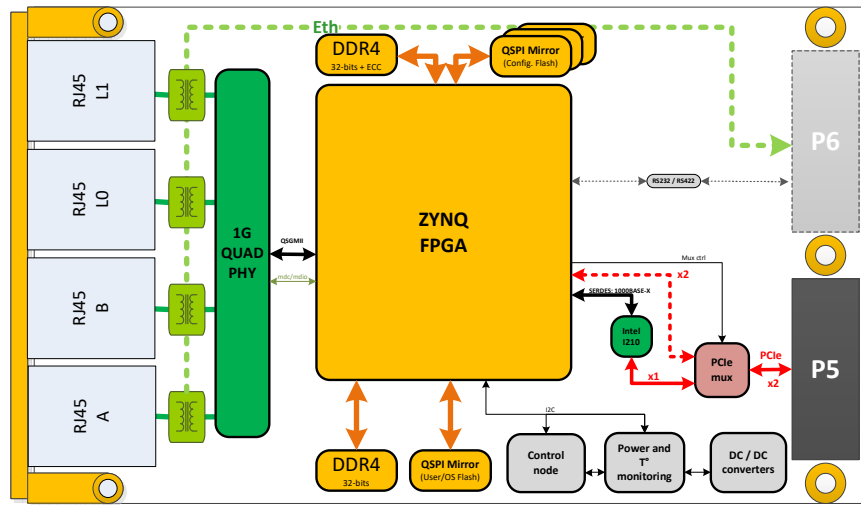 Eth
DDR4
32-bits + ECC
QSPI Mirror
(Config. Flash)
RJ45
L1
P6
RJ45
L0
RS232 / RS422
ZYNQ
FPGA
1G
QUAD
PHY
QSGMII
mdc/mdio
Mux ctrl
x2
SERDES: 1000BASE-X
RJ45
B
Intel
I210
PCIe
mux
PCIe
x2
P5
x1
RJ45
A
I2C
DDR4
32-bits
QSPI Mirror
(User/OS Flash)
Control
node
Power and
T°
monitoring
DC / DC
converters